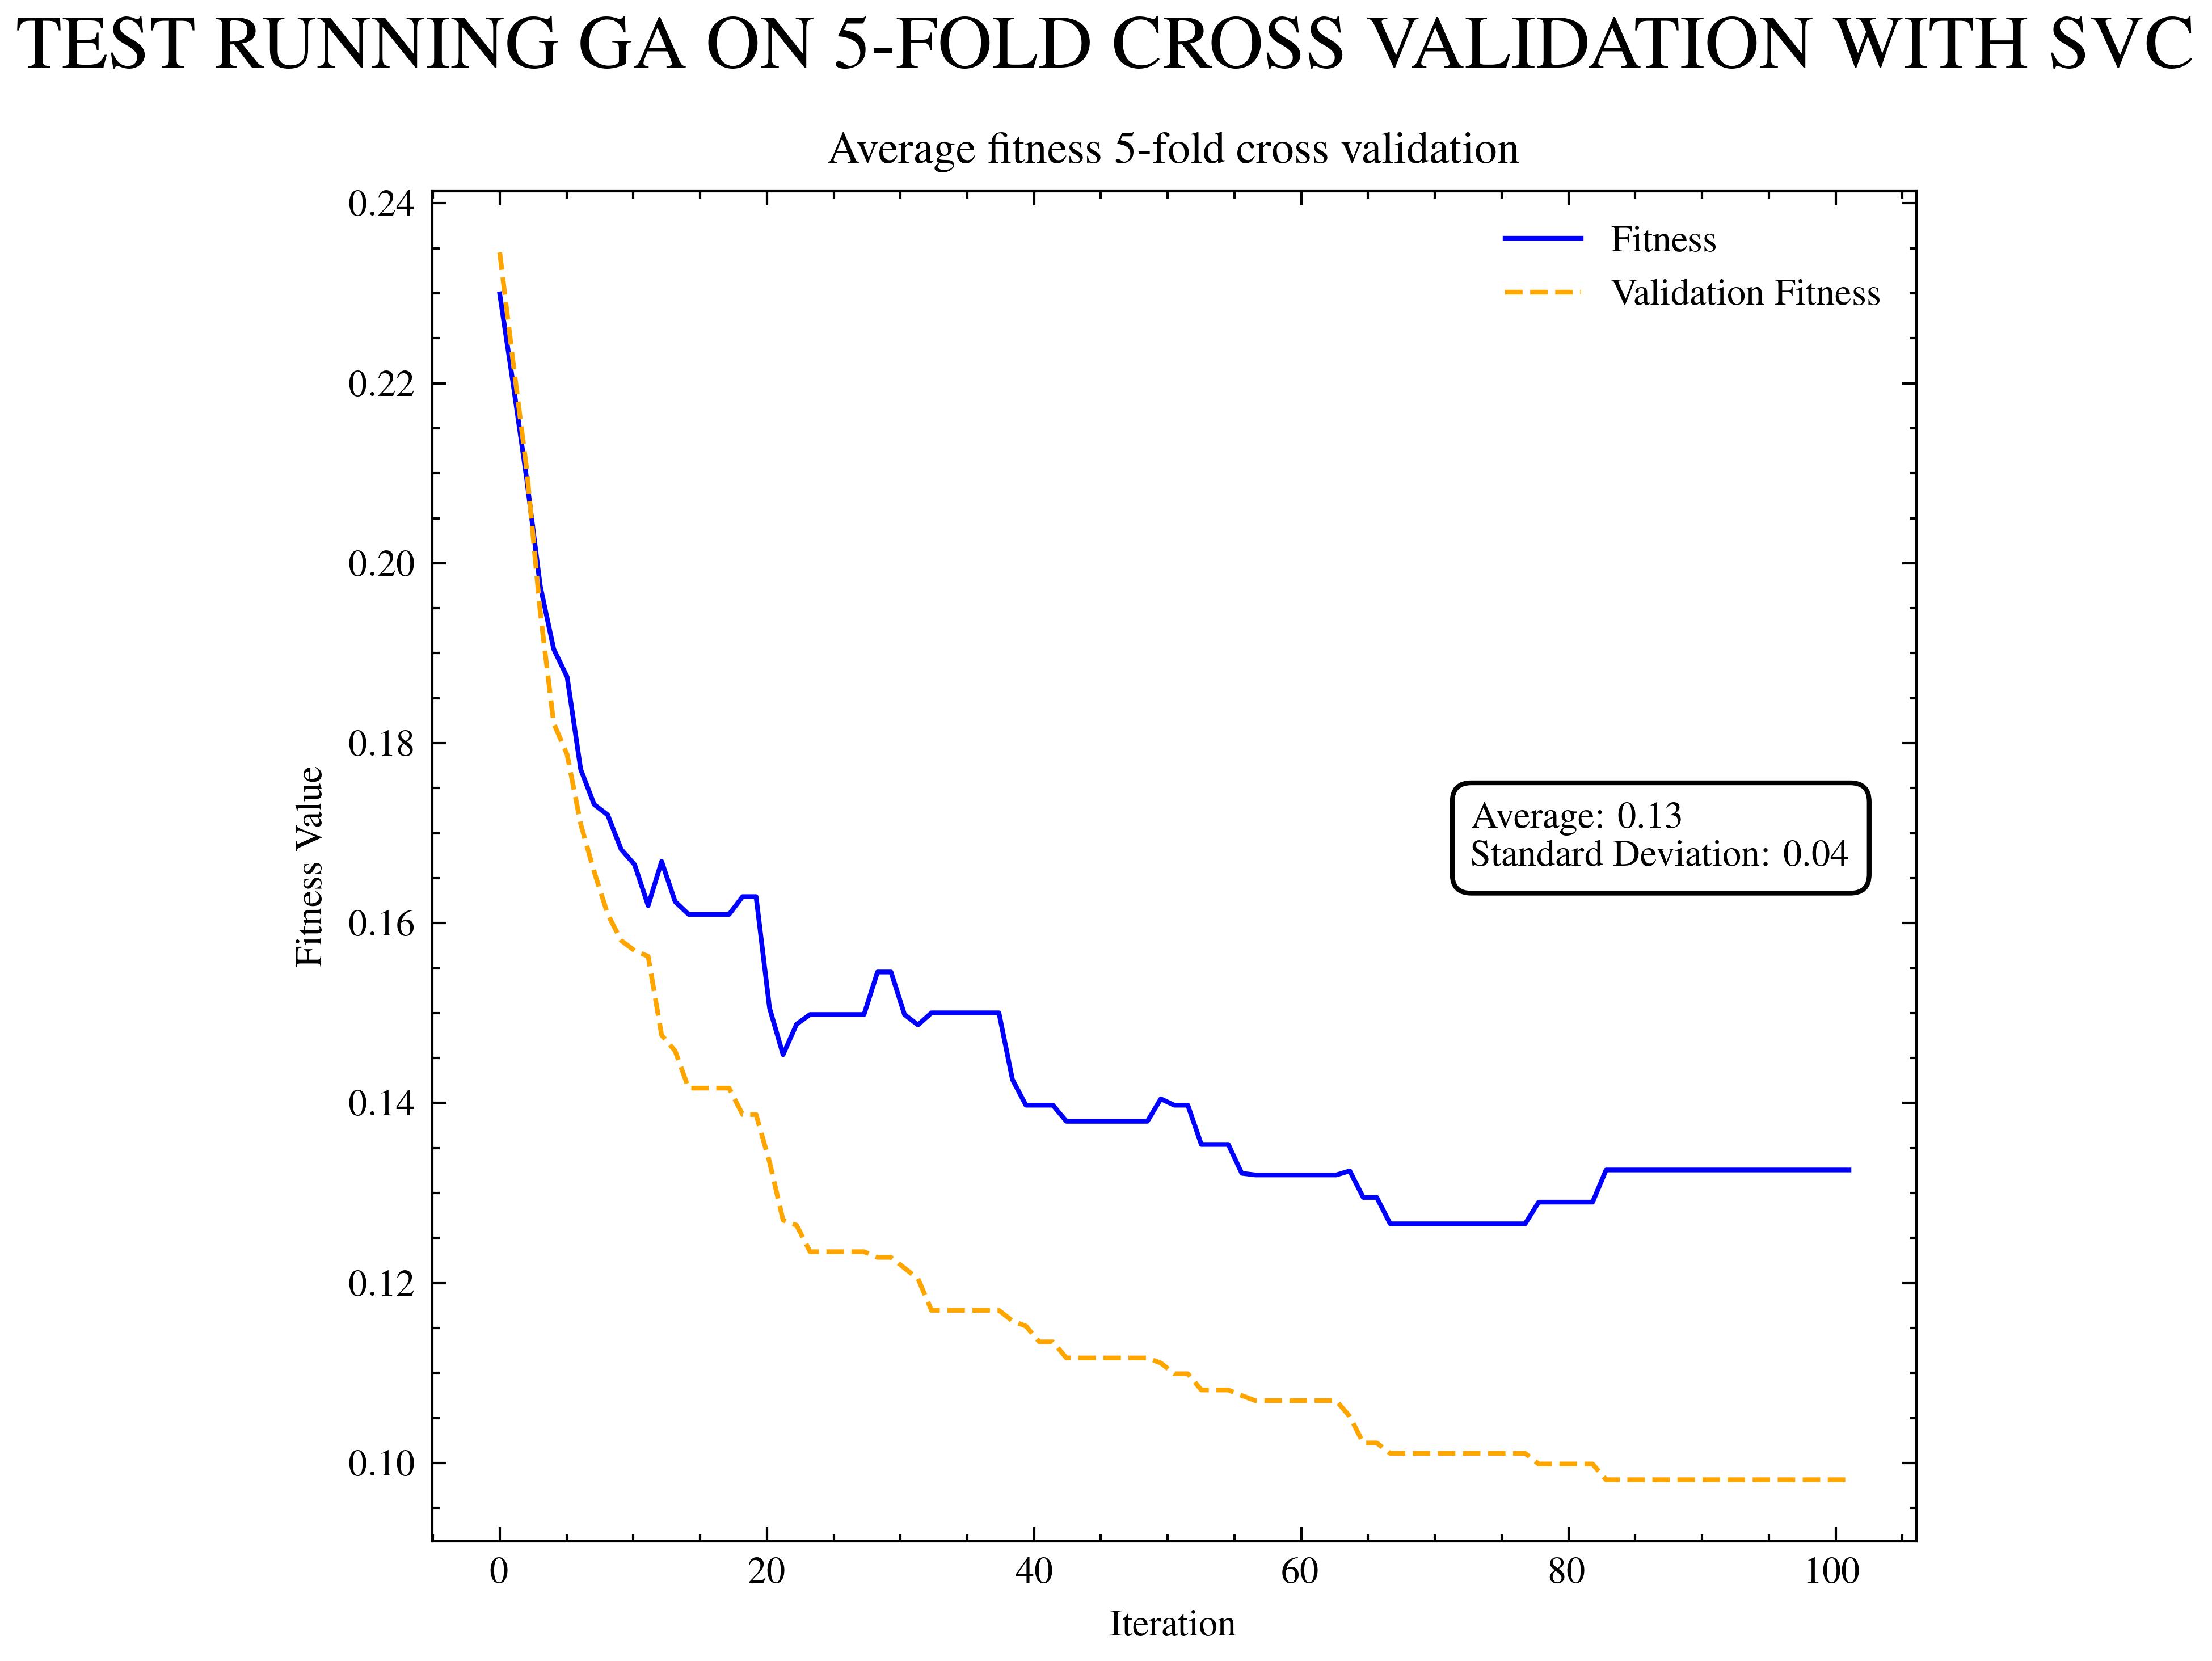 TEST RUNNING GA ON 5-FOLD CROSS VALIDATION WITH SVC
Average fitness 5-fold cross validation
0.24
0.22
0.20
0.18
0.16
0.14
0.12
0.10
Fitness Value
Fitness
Validation Fitness
Average: 0.13
Standard Deviation: 0.04
0 20 40 60 80 100
Iteration